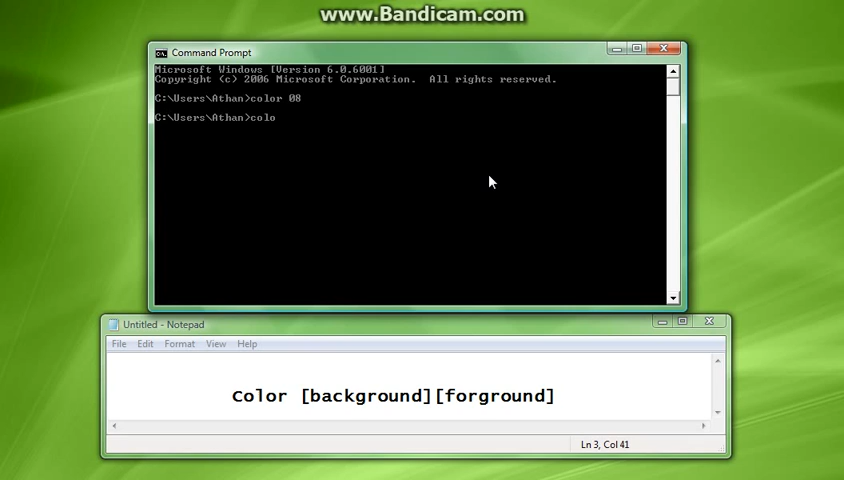 www.Bandicam.com
Command Prompt
Microsoft Windows [Version 6.0.6001]
Copyright (c) 2006 Microsoft Corporation.  All rights reserved.
C:\Users\Athan>color 08
C:\Users\Athan>colo
Untitled - Notepad
File Edit Format View Help
Color [background][forground]
Ln 3, Col 41